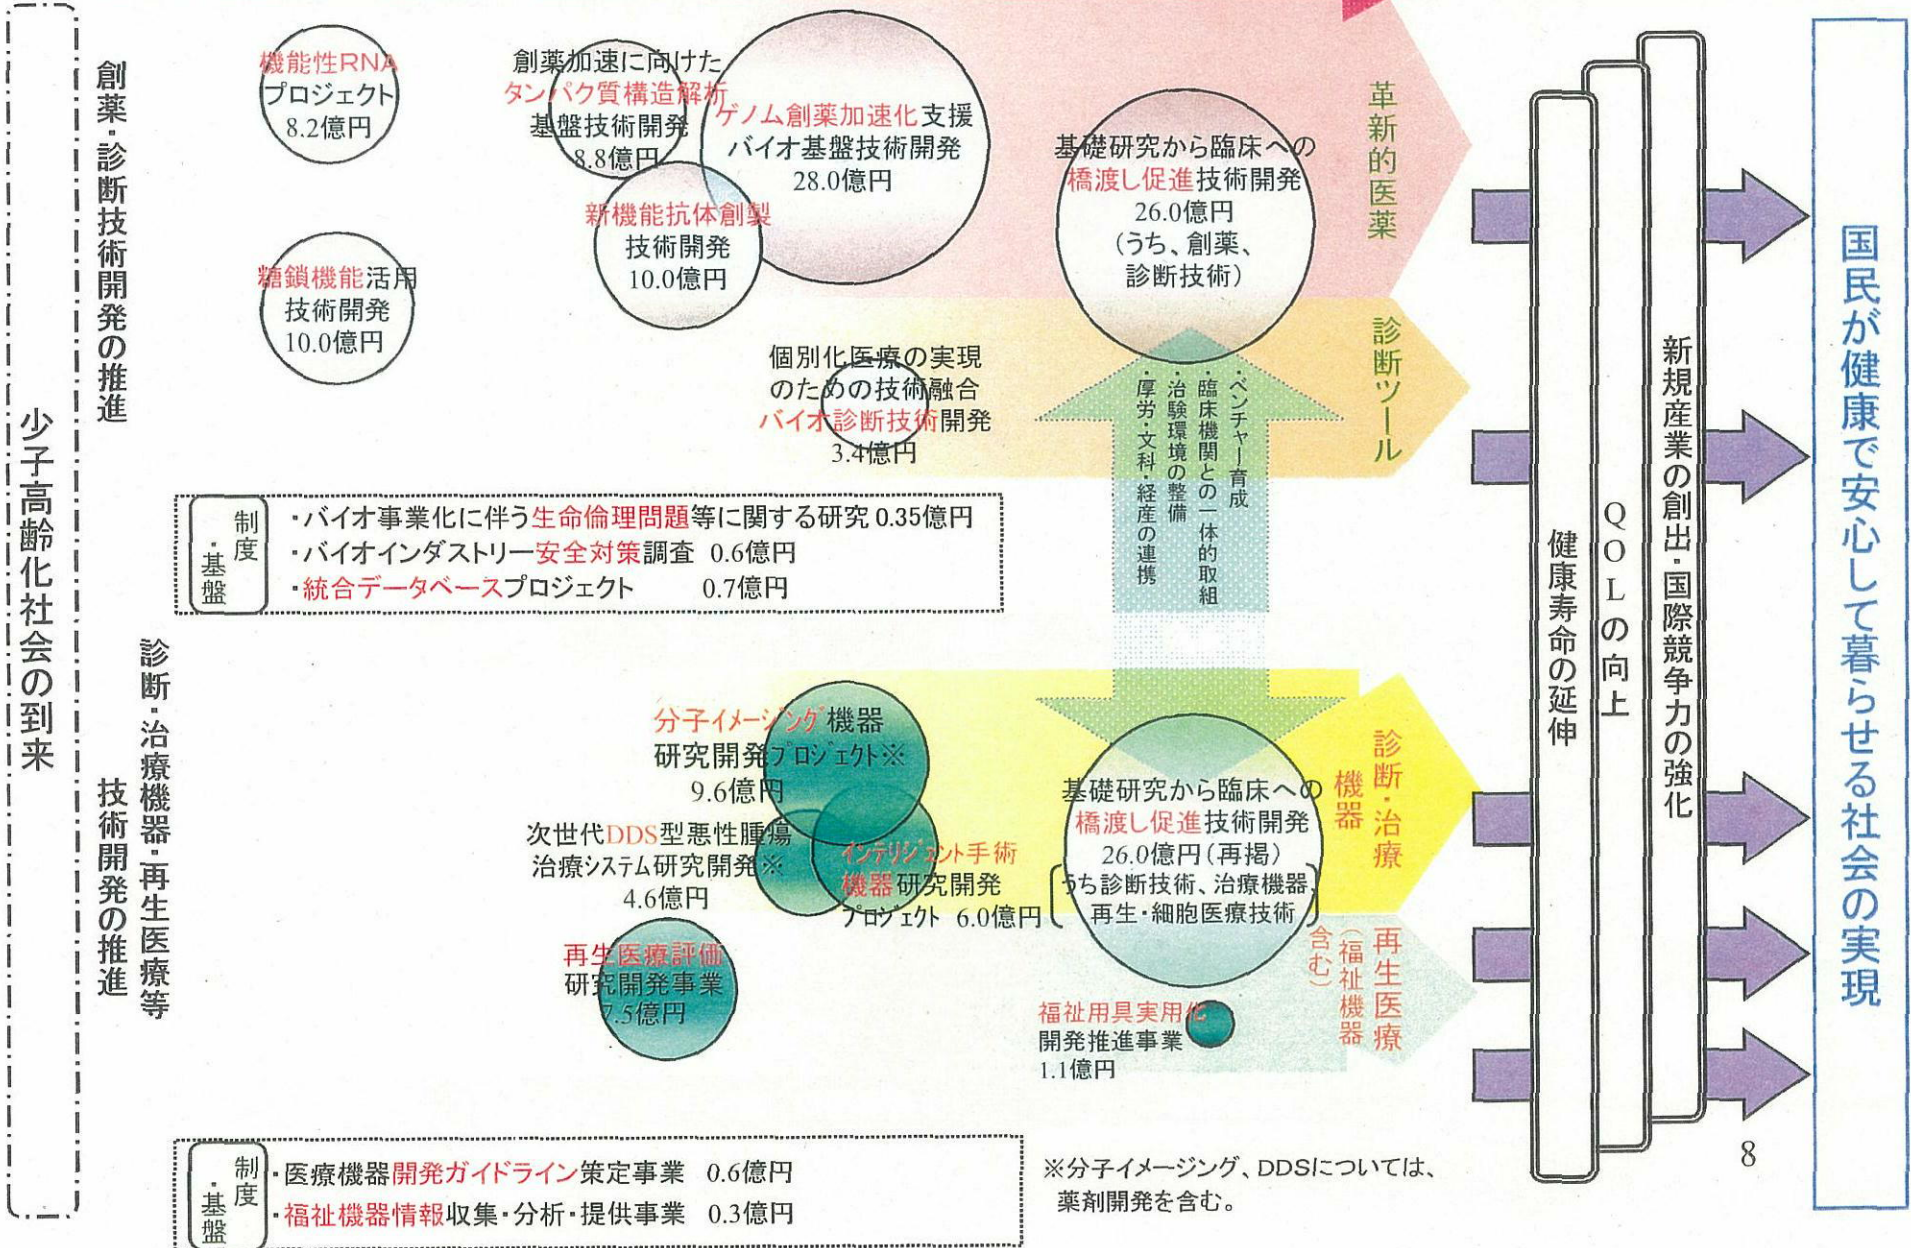 少子高齢化社会の到来
創薬・診断技術開発の推進
機能性RNA
プロジェクト
8.2億円
創薬加速に向けた
タンパク質構造解析
基盤技術開発
8.8億円
ゲノム創薬加速化支援
バイオ基盤技術開発
28.0億円
新機能抗体創製
技術開発
10.0億円
糖鎖機能活用
技術開発
10.0億円
基礎研究から臨床への
橋渡し促進技術開発
26.0億円
（うち、創薬、
診断技術）
革新的医薬
個別化医療の実現
のための技術融合
バイオ診断技術開発
3.4億円
診断ツール
・ベンチャー育成
・臨床機関との一体的取組
・治験環境の整備
・厚労・文科・経産の連携
制度
・基盤
・バイオ事業化に伴う生命倫理問題等に関する研究 0.35億円
・バイオインダストリー安全対策調査 0.6億円
・統合データベースプロジェクト 0.7億円
診断・治療機器・再生医療等
技術開発の推進
分子イメージング機器
研究開発プロジェクト※
9.6億円
次世代DDS型悪性腫瘍
治療システム研究開発※
4.6億円
インテリジェント手術
機器研究開発
プロジェクト 6.0億円
基礎研究から臨床への
橋渡し促進技術開発
26.0億円（再掲）
うち診断技術、治療機器、
再生・細胞医療技術
診断・治療
機器
再生医療評価
研究開発事業
7.5億円
福祉用具実用化
開発推進事業
1.1億円
再生医療
（福祉機器
含む）
制度
・基盤
・医療機器開発ガイドライン策定事業 0.6億円
・福祉機器情報収集・分析・提供事業 0.3億円
※分子イメージング、DDSについては、
薬剤開発を含む。
健康寿命の延伸
QOLの向上
新規産業の創出・国際競争力の強化
国民が健康で安心して暮らせる社会の実現
8